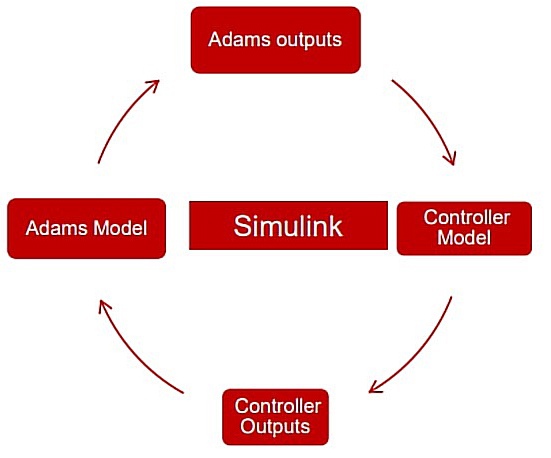 Adams outputs
Adams Model
Simulink
Controller
Model
Controller
Outputs